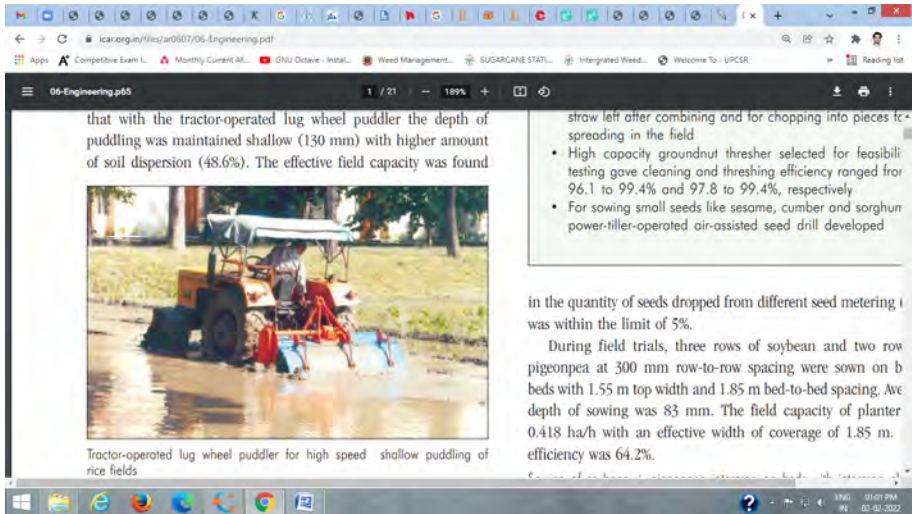 icar.org.in/files/ar0607/06-Engineering.pdf
Apps
Competitive Exam I...
Monthly Current Af...
GNU Octave - Instal...
Weed Management...
SUGARCANE STATI...
Intergrated Weed...
Welcome To - UPCSR
Reading list
06-Engineering.p65
1 / 21
189%
that with the tractor-operated lug wheel puddler the depth of
puddling was maintained shallow (130 mm) with higher amount
of soil dispersion (48.6%). The effective field capacity was found
Tractor-operated lug wheel puddler for high speed shallow puddling of
rice fields
straw left after combining and for chopping into pieces fo
spreading in the field
• High capacity groundnut thresher selected for feasibili
testing gave cleaning and threshing efficiency ranged fror
96.1 to 99.4% and 97.8 to 99.4%, respectively
• For sowing small seeds like sesame, cumber and sorghum
power-tiller-operated air-assisted seed drill developed
in the quantity of seeds dropped from different seed metering
was within the limit of 5%.
During field trials, three rows of soybean and two row
pigeonpea at 300 mm row-to-row spacing were sown on b
beds with 1.55 m top width and 1.85 m bed-to-bed spacing. Ave
depth of sowing was 83 mm. The field capacity of planter
0.418 ha/h with an effective width of coverage of 1.85 m.
efficiency was 64.2%.
ENG
IN
01:01 PM
02-02-2022